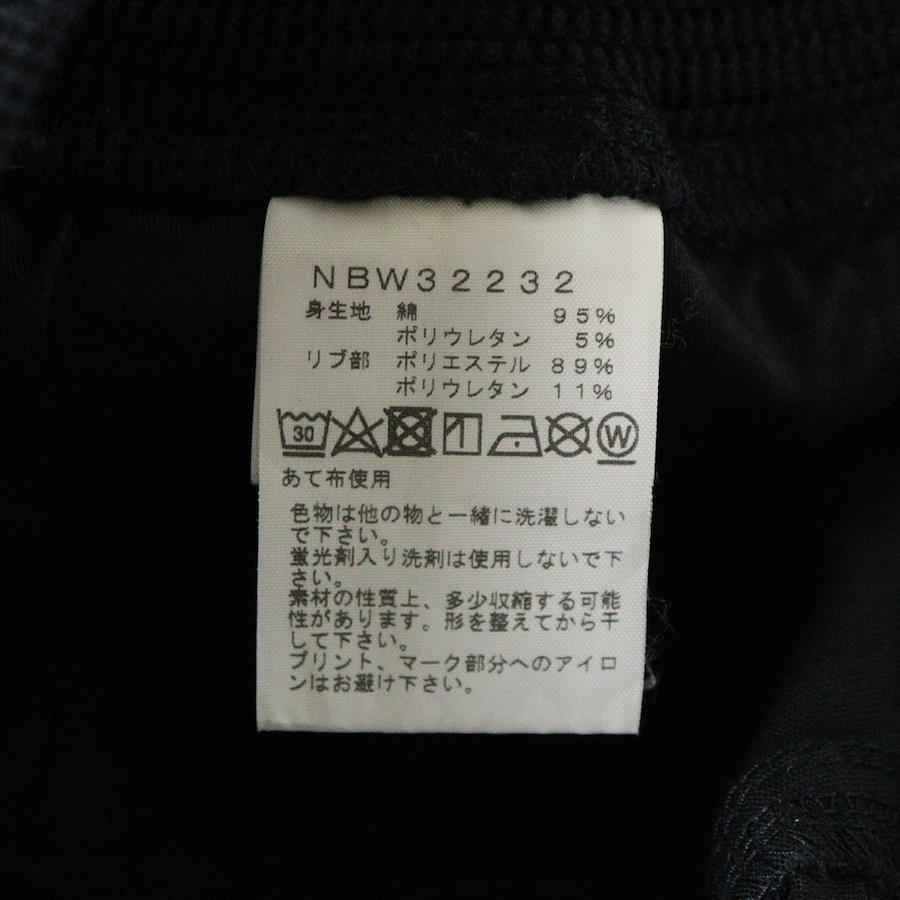 NBW32232
身生地 綿 95%
ポリウレタン 5%
リブ部 ポリエステル 89%
ポリウレタン 11%
30 W
あて布使用
色物は他の物と一緒に洗濯しない
で下さい。
蛍光剤入り洗剤は使用しないで下
さい。
素材の性質上、多少収縮する可能
性があります。形を整えてから干
して下さい。
プリント、マーク部分へのアイロ
ンはお避け下さい。